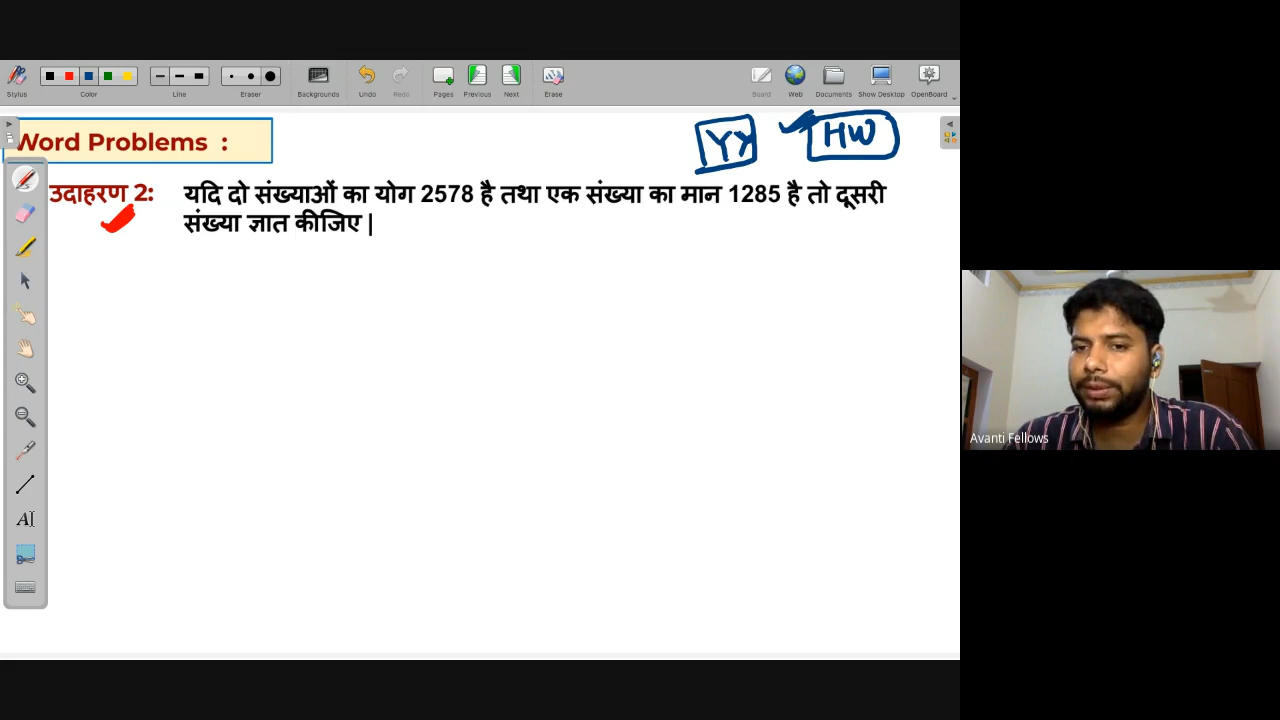 Stylus Color Line Eraser Backgrounds Undo Redo Pages Previous Next Erase Board Web Documents Show Desktop OpenBoard
Word Problems :
YY HW
उदाहरण 2: यदि दो संख्याओं का योग 2578 है तथा एक संख्या का मान 1285 है तो दूसरी
संख्या ज्ञात कीजिए |
AI
Avanti Fellows